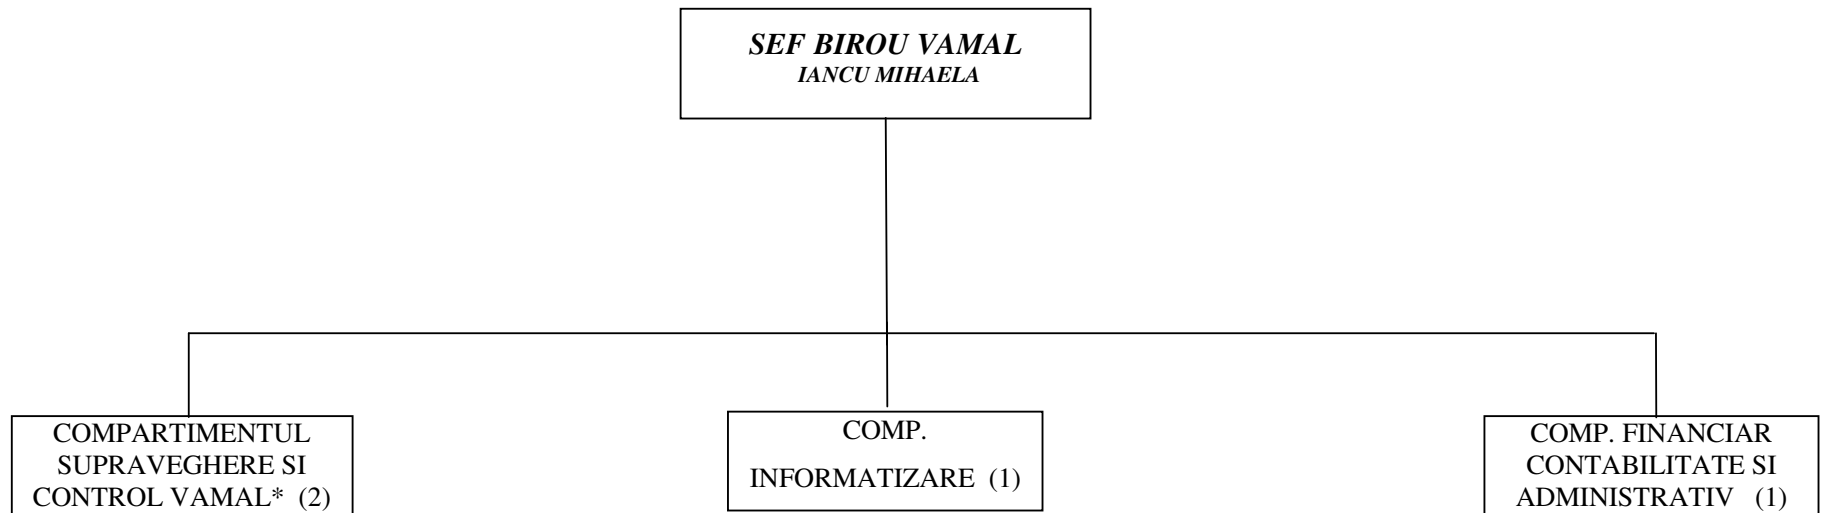 SEF BIROU VAMAL
IANCU MIHAELA
COMPARTIMENTUL
SUPRAVEGHERE SI
CONTROL VAMAL* (2)
COMP.
INFORMATIZARE (1)
COMP. FINANCIAR
CONTABILITATE SI
ADMINISTRATIV (1)